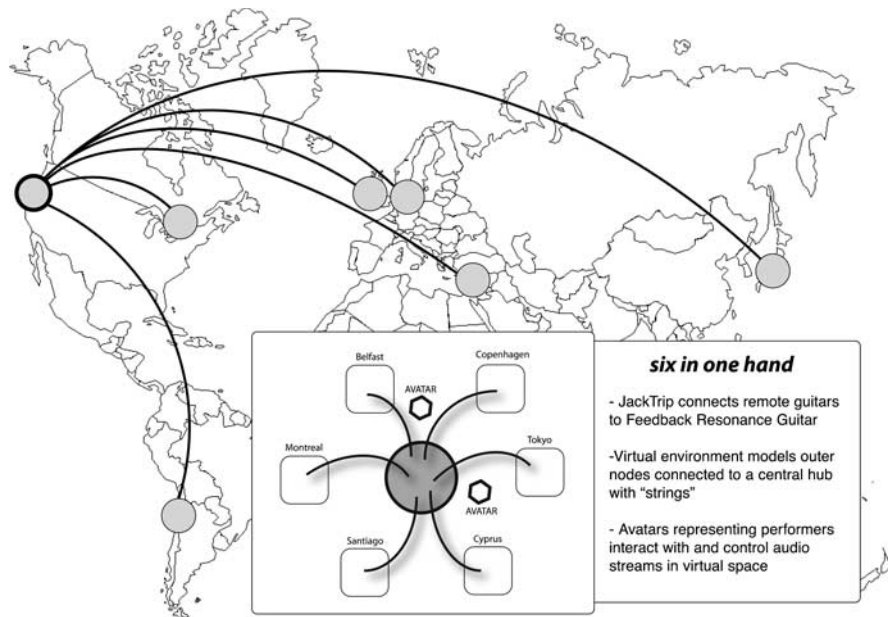 Belfast
Copenhagen
AVATAR
Montreal
Tokyo
AVATAR
Santiago
Cyprus
six in one hand
- JackTrip connects remote guitars
to Feedback Resonance Guitar
-Virtual environment models outer
nodes connected to a central hub
with “strings”
- Avatars representing performers
interact with and control audio
streams in virtual space